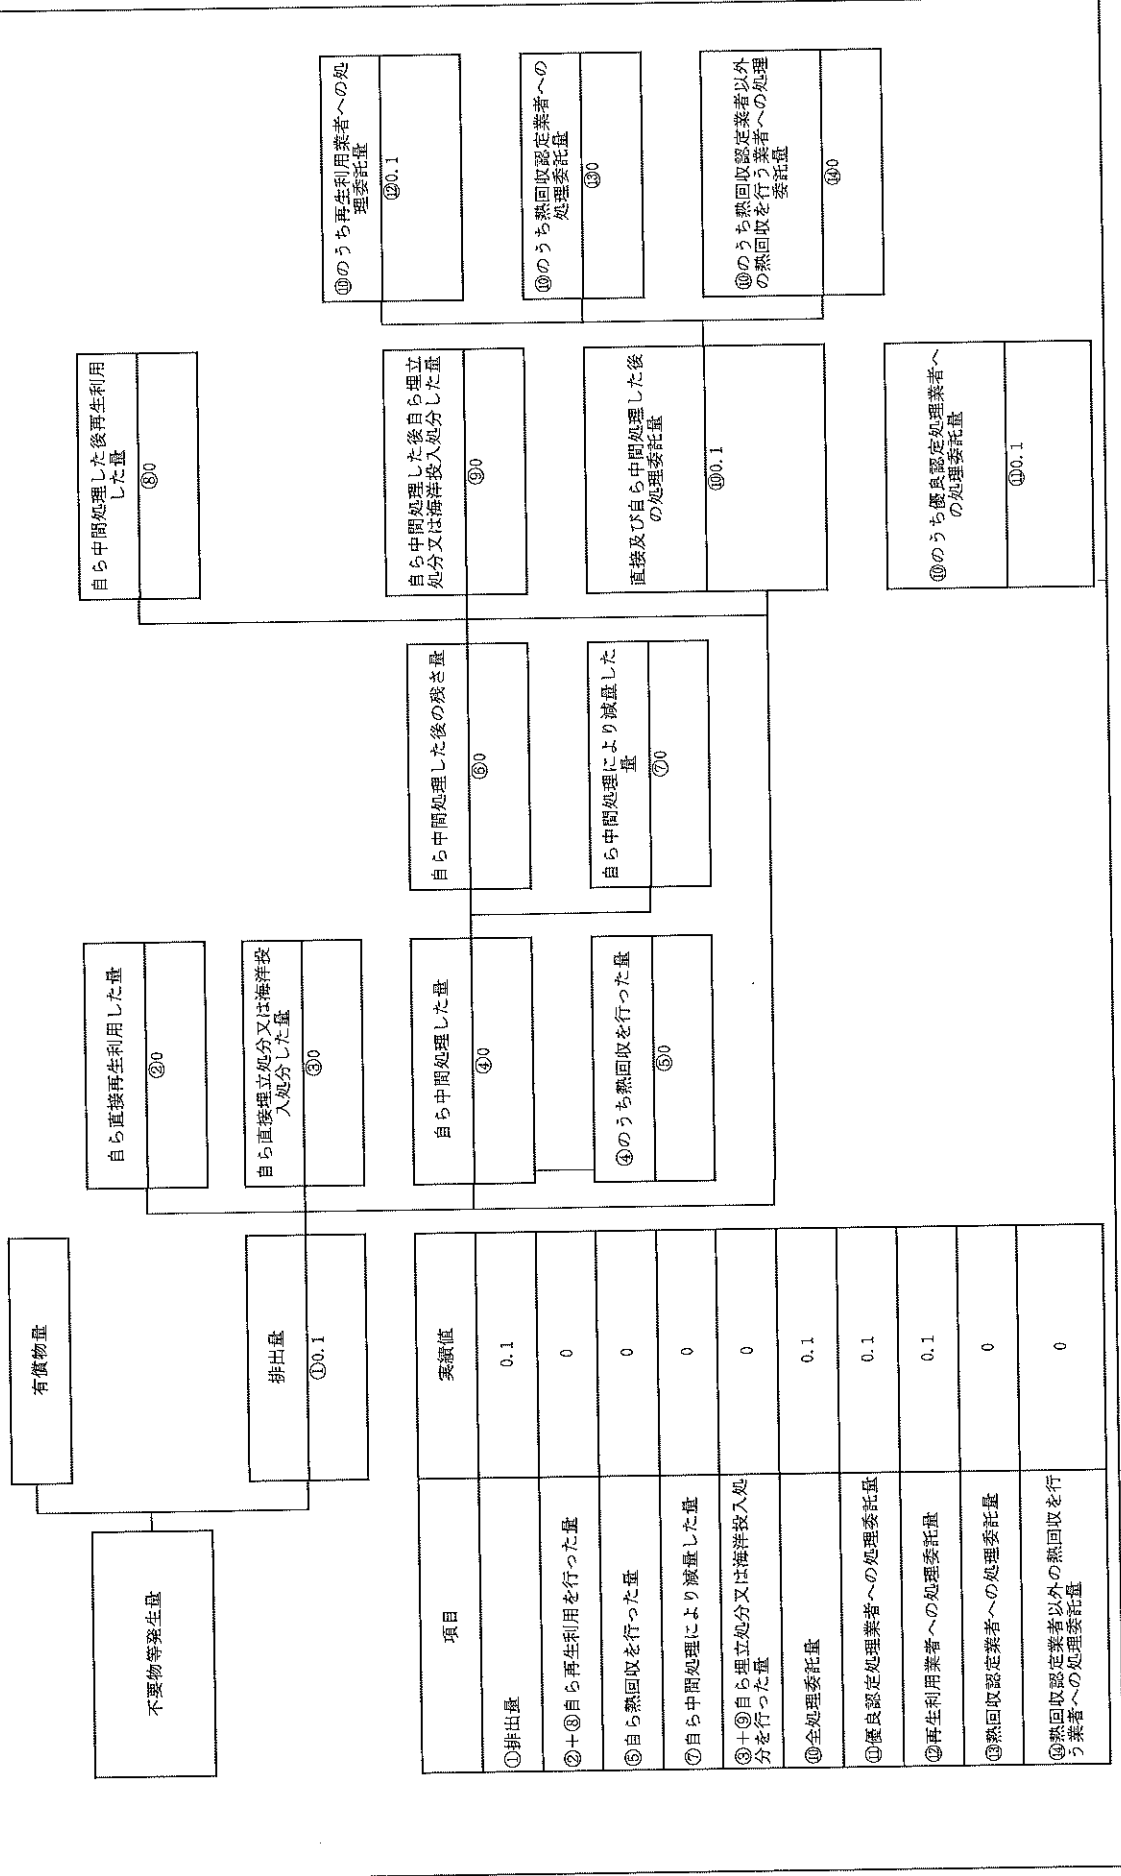 不要物等発生量
有償物量
排出量
①0.1
自ら直接再生利用した量
②0
自ら直接埋立処分又は海洋投
入処分した量
③0
自ら中間処理した量
④0
④のうち熱回収を行った量
⑤0
自ら中間処理した後の残さ量
⑥0
自ら中間処理により減量した
量
⑦0
自ら中間処理した後再生利用
した量
⑧0
自ら中間処理した後自ら埋立
処分又は海洋投入処分した量
⑨0
直接及び自ら中間処理した後
の処理委託量
⑩0.1
⑩のうち優良認定処理業者へ
の処理委託量
⑪0.1
⑩のうち再生利用業者への処
理委託量
⑫0.1
⑩のうち熱回収認定業者への
処理委託量
⑬0
⑩のうち熱回収認定業者以外
の熱回収を行う業者への処理
委託量
⑭0
項目
実績値
①排出量
0.1
②+⑧自ら再生利用を行った量
0
⑤自ら熱回収を行った量
0
⑦自ら中間処理により減量した量
0
③+⑨自ら埋立処分又は海洋投入処
分を行った量
0
⑩全処理委託量
0.1
⑪優良認定処理業者への処理委託量
0.1
⑫再生利用業者への処理委託量
0.1
⑬熱回収認定業者への処理委託量
0
⑭熱回収認定業者以外の熱回収を行
う業者への処理委託量
0